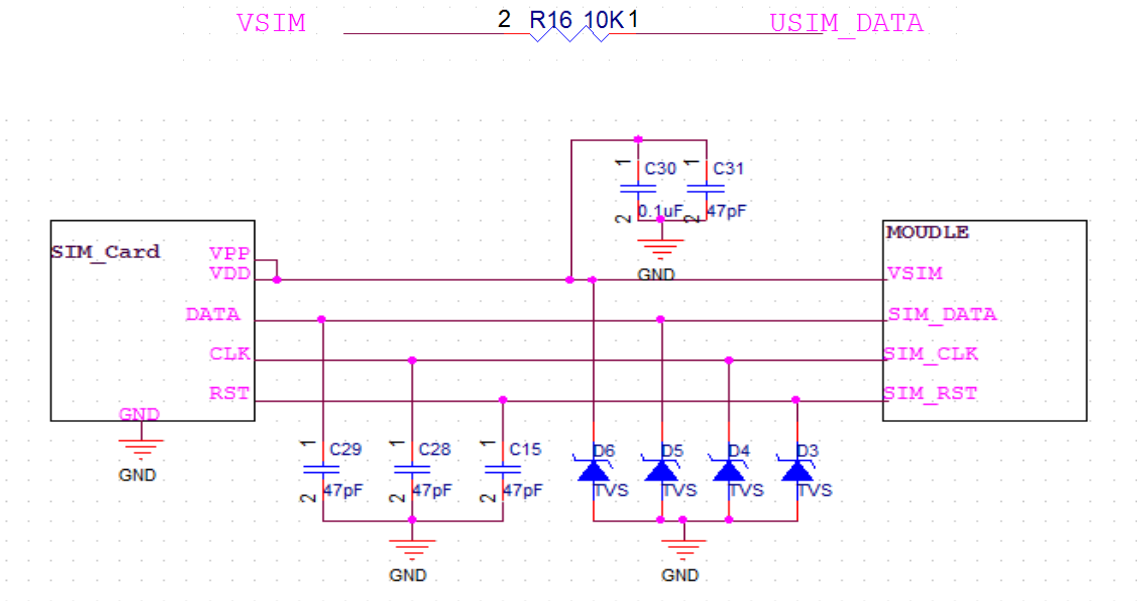 VSIM 2 R16 10K 1 USIM_DATA
1 C30 1 C31
2 0.1uF 2 47pF
GND
SIM_Card VPP
VDD
DATA
CLK
RST
GND
GND
MOUDLE
VSIM
SIM_DATA
SIM_CLK
SIM_RST
1 C29 1 C28 1 C15
2 47pF 2 47pF 2 47pF
GND
D6 D5 D4 D3
TVS TVS TVS TVS
GND